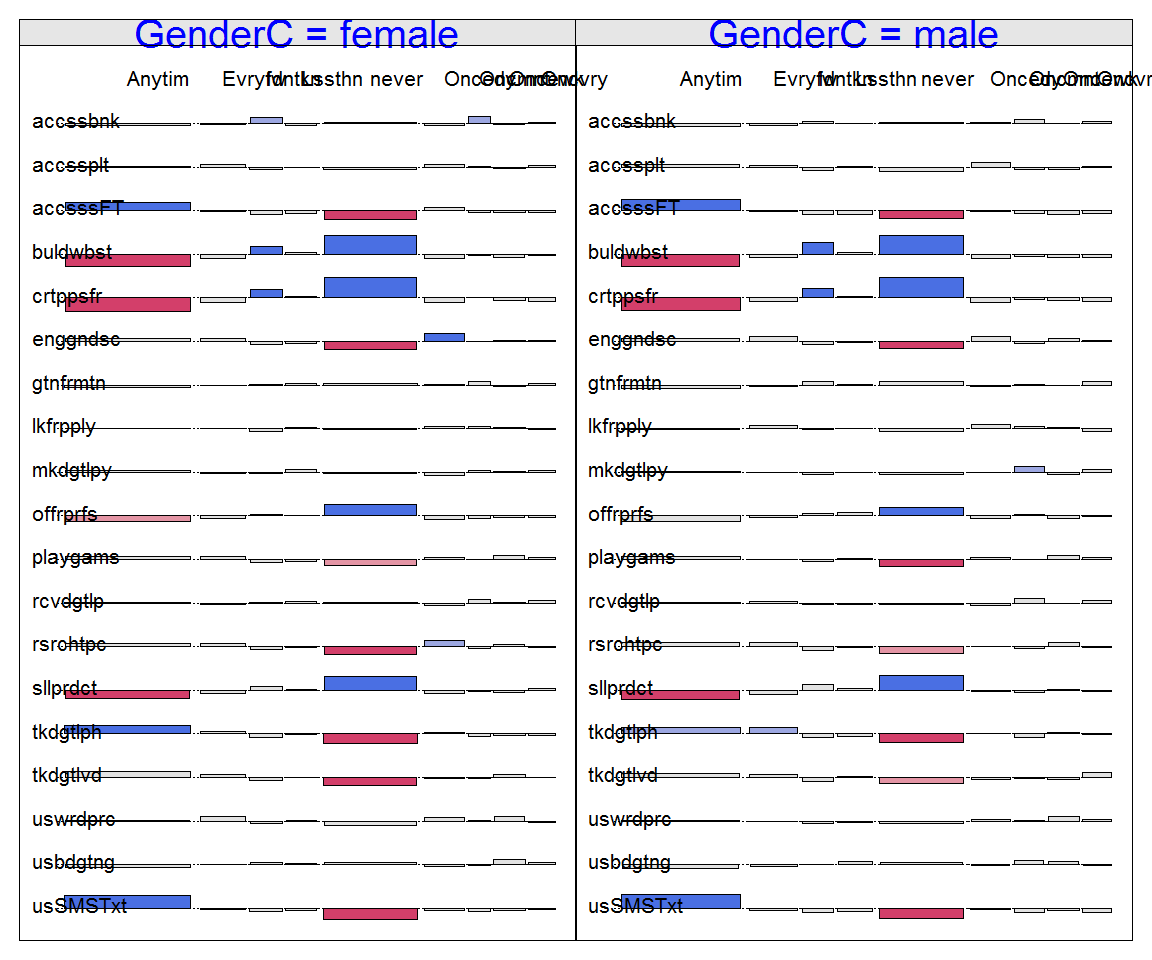 GenderC = female GenderC = male
Anytim Evryfw never Anytim Evryfw Lssthn never
accssbnk accssbnk
accssplt accssplt
accsssFT accsssFT
buldwbst buldwbst
crtppsfr crtppsfr
enggndsc enggndsc
gtnfrmtn gtnfrmtn
lkfrpply lkfrpply
mkdgtlpy mkdgtlpy
offrprfs offrprfs
playgams playgams
rcvdgtlp rcvdgtlp
rsrchtpc rsrchtpc
sllprdct sllprdct
tkdgtlph tkdgtlph
tkdgtlvd tkdgtlvd
uswrdprc uswrdprc
usbdgtng usbdgtng
usSMSTxt usSMSTxt